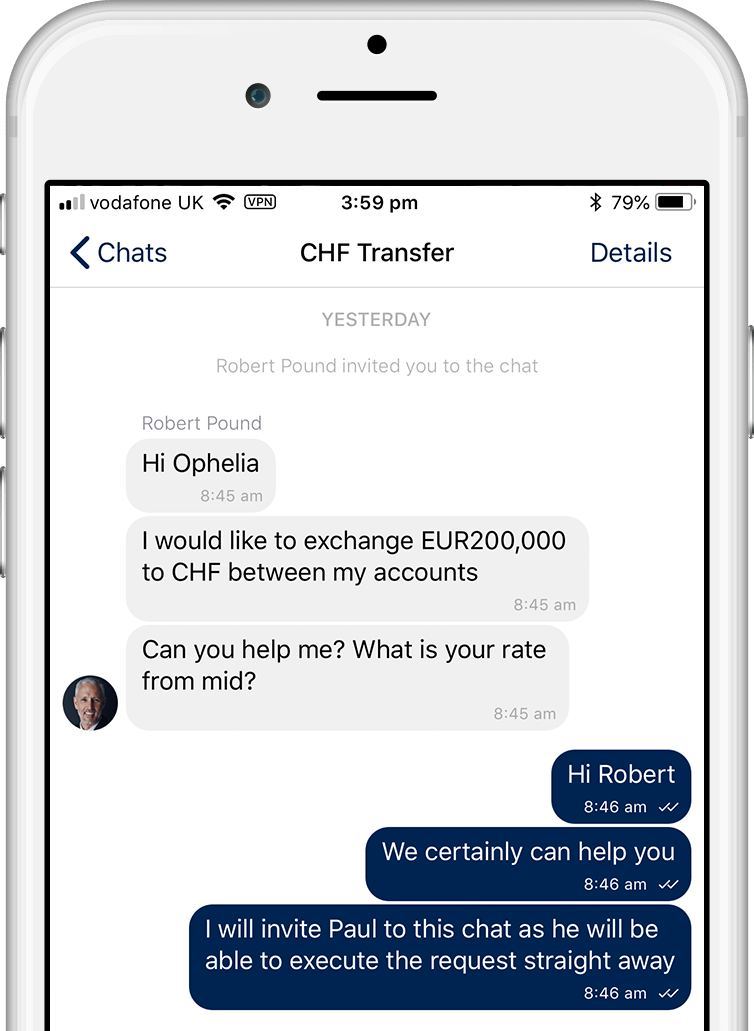 vodafone UK VPN 3:59 pm 79%
Chats CHF Transfer Details
YESTERDAY
Robert Pound invited you to the chat
Robert Pound
Hi Ophelia
8:45 am
I would like to exchange EUR200,000
to CHF between my accounts
8:45 am
Can you help me? What is your rate
from mid?
8:45 am
Hi Robert
8:46 am
We certainly can help you
8:46 am
I will invite Paul to this chat as he will be
able to execute the request straight away
8:46 am